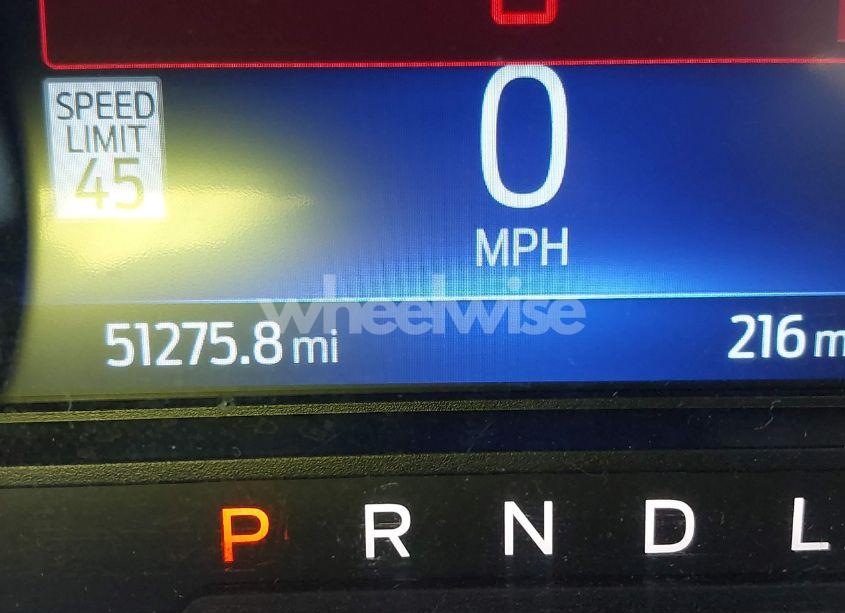 SPEED
LIMIT
45
0
MPH
wheelwise
51275.8 mi
216 m
P R N D L